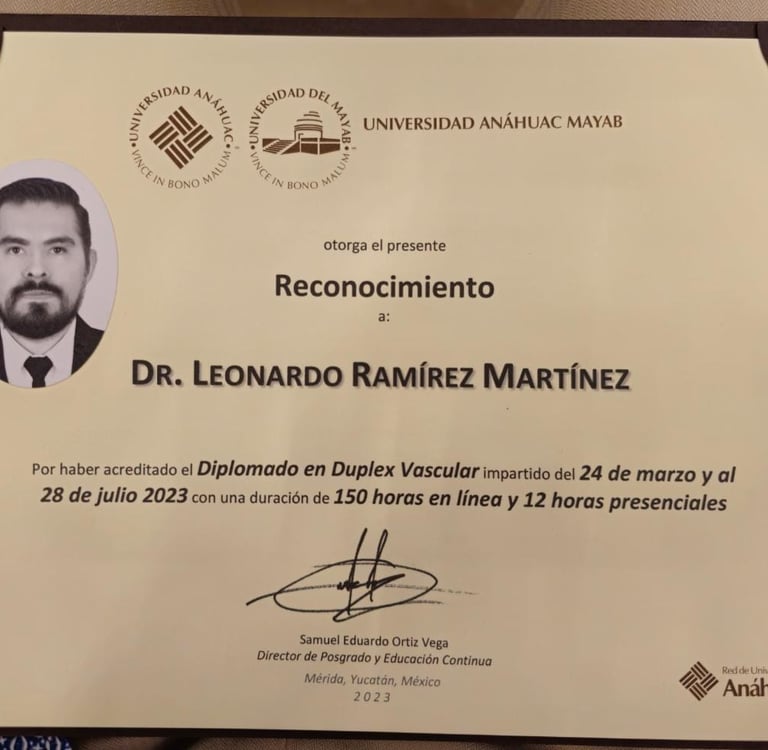 UNIVERSIDAD ANÁHUAC
VINCE IN BONO MALUM
UNIVERSIDAD DEL MAYAB
VINCE IN BONO MALUM
UNIVERSIDAD ANÁHUAC MAYAB
otorga el presente
Reconocimiento
a:
DR. LEONARDO RAMÍREZ MARTÍNEZ
Por haber acreditado el Diplomado en Duplex Vascular impartido del 24 de marzo y al
28 de julio 2023 con una duración de 150 horas en línea y 12 horas presenciales
Samuel Eduardo Ortiz Vega
Director de Posgrado y Educación Continua
Mérida, Yucatán, México
2023
Red de Univ
Anáh